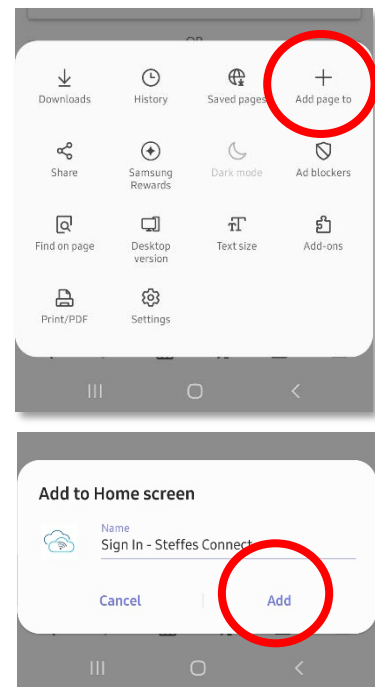 OR
Downloads History Saved pages Add page to
Share Samsung Rewards Dark mode Ad blockers
Find on page Desktop version Text size Add-ons
Print/PDF Settings
Add to Home screen
Name
Sign In - Steffes Connect
Cancel Add